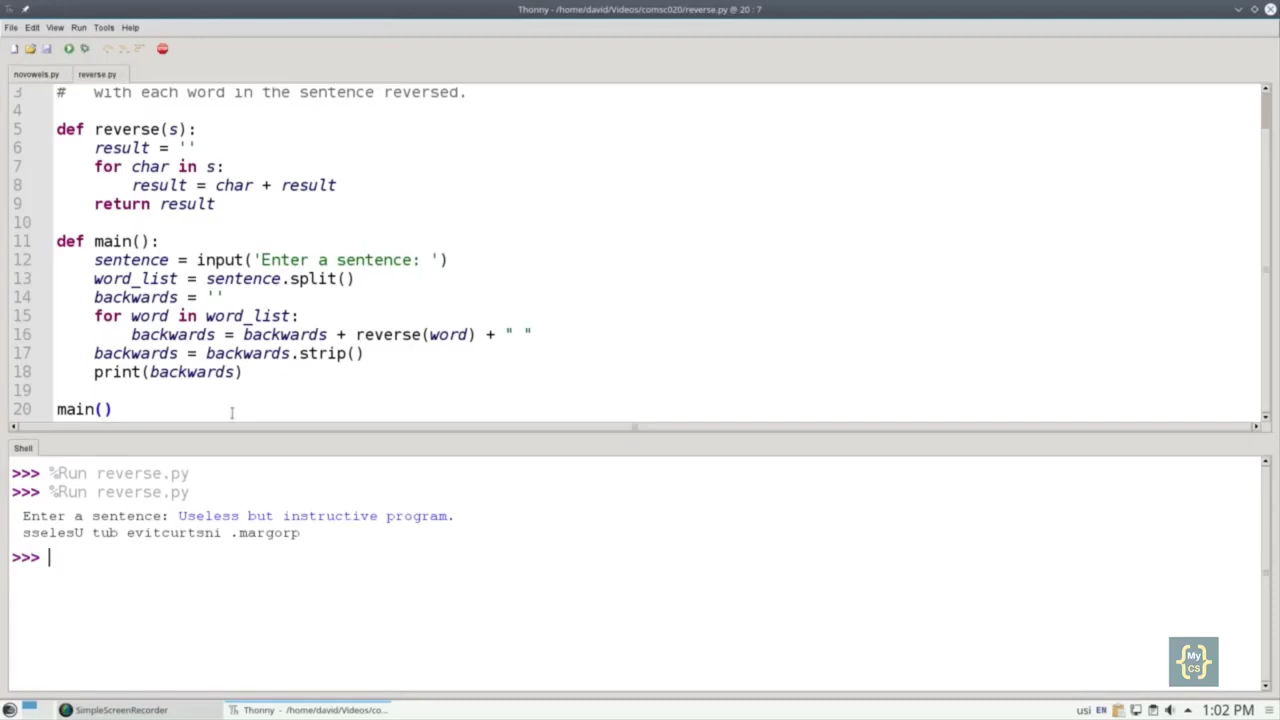 Thonny - /home/david/Videos/comsc020/reverse.py @ 20 : 7
File Edit View Run Tools Help
novowels.py reverse.py
3 # with each word in the sentence reversed.
4
5 def reverse(s):
6 result = ''
7 for char in s:
8 result = char + result
9 return result
10
11 def main():
12 sentence = input('Enter a sentence: ')
13 word_list = sentence.split()
14 backwards = ''
15 for word in word_list:
16 backwards = backwards + reverse(word) + " "
17 backwards = backwards.strip()
18 print(backwards)
19
20 main()
Shell
>>> %Run reverse.py
>>> %Run reverse.py
Enter a sentence: Useless but instructive program.
sselesU tub evitcurtsni .margorp
>>>
{My CS}
SimpleScreenRecorder Thonny - /home/david/Videos/co... usi EN 1:02 PM